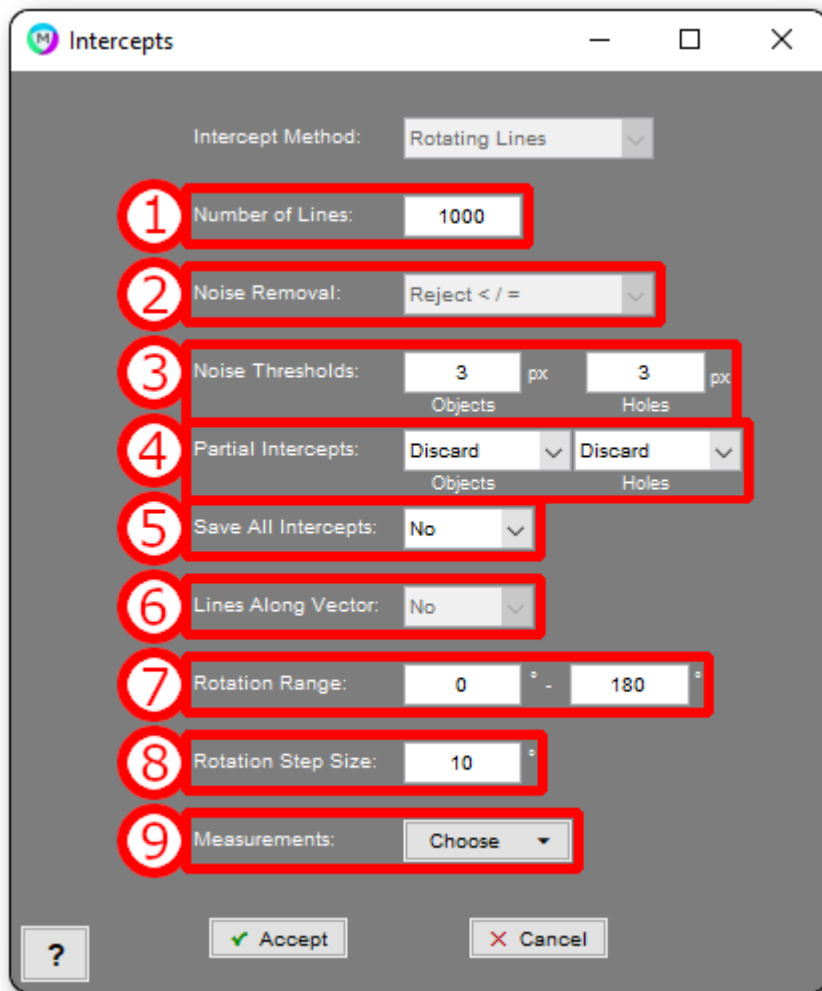 M Intercepts
Intercept Method: Rotating Lines
1 Number of Lines: 1000
2 Noise Removal: Reject < / =
3 Noise Thresholds: 3 px 3 px
Objects Holes
4 Partial Intercepts: Discard Discard
Objects Holes
5 Save All Intercepts: No
6 Lines Along Vector: No
7 Rotation Range: 0 ° - 180 °
8 Rotation Step Size: 10 °
9 Measurements: Choose
? Accept Cancel